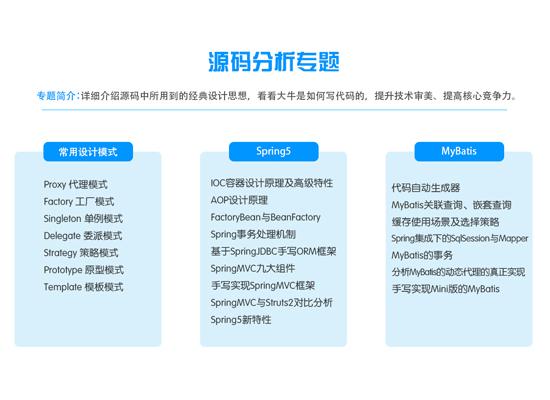 源码分析专题
专题简介:详细介绍源码中所用到的经典设计思想，看看大牛是如何写代码的，提升技术审美、提高核心竞争力。
常用设计模式
Proxy 代理模式
Factory 工厂模式
Singleton 单例模式
Delegate 委派模式
Strategy 策略模式
Prototype 原型模式
Template 模板模式
Spring5
IOC容器设计原理及高级特性
AOP设计原理
FactoryBean与BeanFactory
Spring事务处理机制
基于SpringJDBC手写ORM框架
SpringMVC九大组件
手写实现SpringMVC框架
SpringMVC与Struts2对比分析
Spring5新特性
MyBatis
代码自动生成器
MyBatis关联查询、嵌套查询
缓存使用场景及选择策略
Spring集成下的SqlSession与Mapper
MyBatis的事务
分析MyBatis的动态代理的真正实现
手写实现Mini版的MyBatis